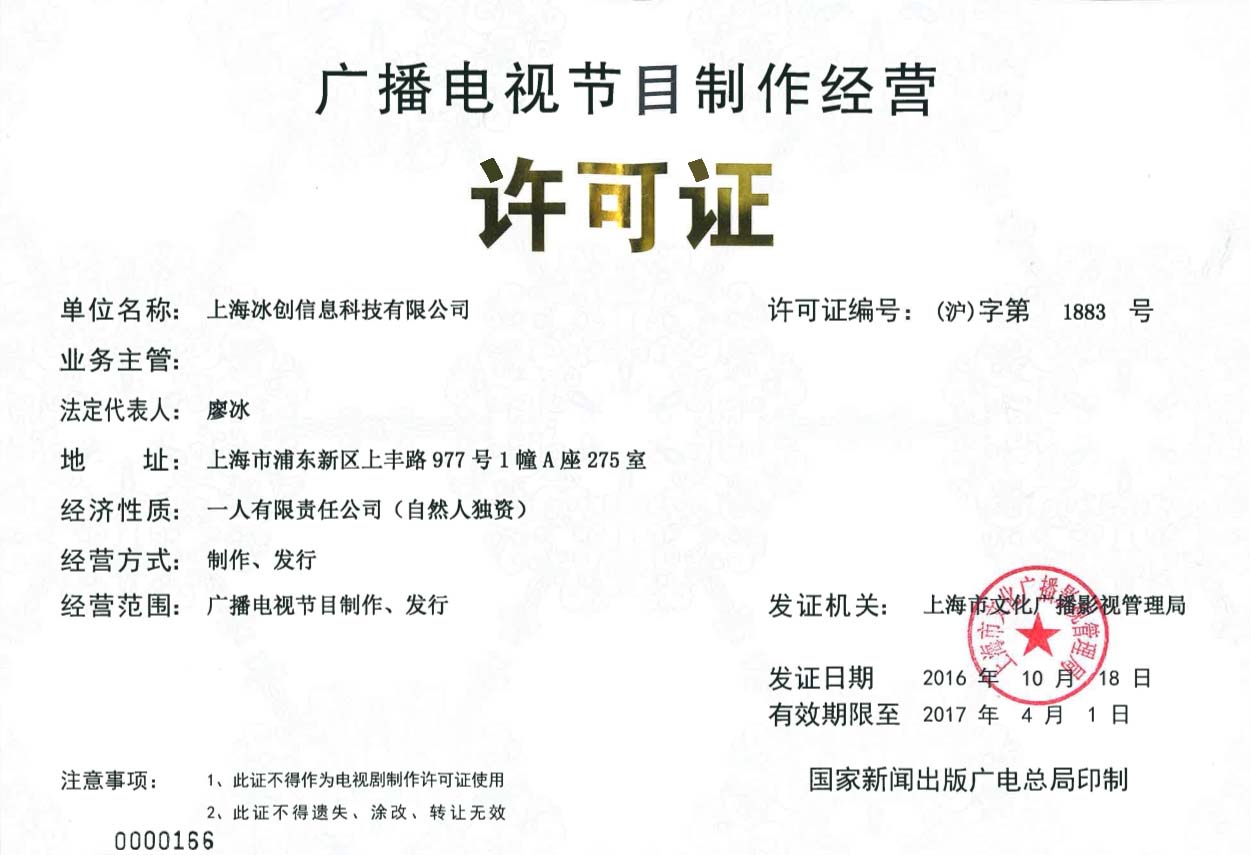 广播电视节目制作经营
许可证
单位名称： 上海冰创信息科技有限公司
许可证编号： (沪)字第 1883 号
业务主管：
法定代表人： 廖冰
地 址： 上海市浦东新区上丰路 977 号 1 幢 A 座 275 室
经济性质： 一人有限责任公司（自然人独资）
经营方式： 制作、发行
经营范围： 广播电视节目制作、发行
发证机关： 上海市文化广播影视管理局
上海市文化广播影视管理局
发证日期 2016 年 10 月 18 日
有效期限至 2017 年 4 月 1 日
注意事项： 1、此证不得作为电视剧制作许可证使用
2、此证不得遗失、涂改、转让无效
国家新闻出版广电总局印制
0000166